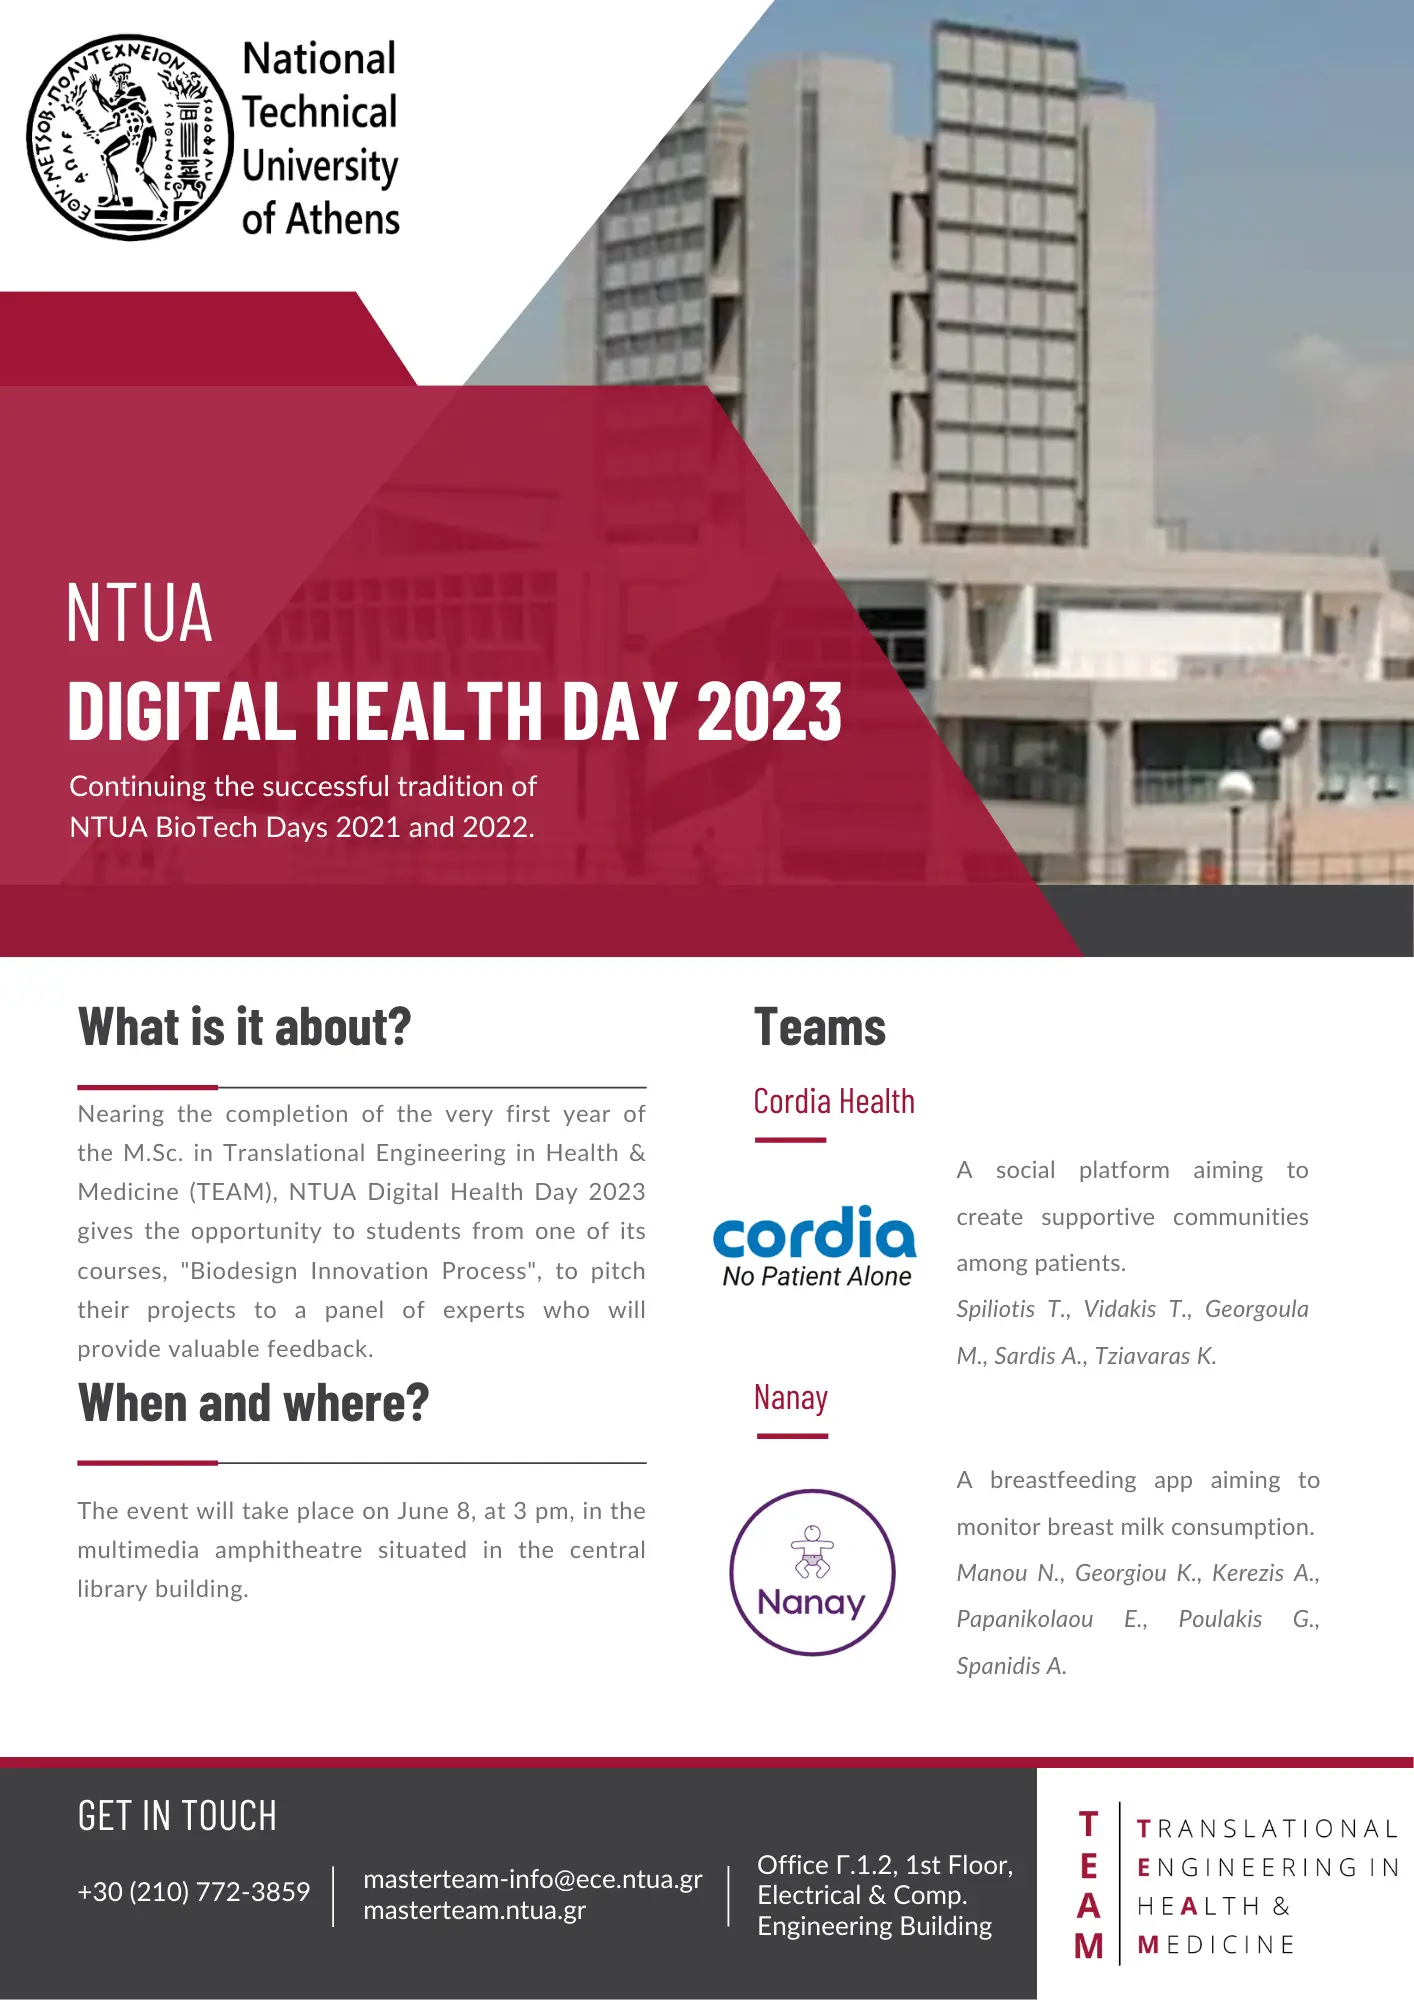 National
Technical
University
of Athens
NTUA
DIGITAL HEALTH DAY 2023
Continuing the successful tradition of
NTUA BioTech Days 2021 and 2022.
What is it about?
Nearing the completion of the very first year of
the M.Sc. in Translational Engineering in Health &
Medicine (TEAM), NTUA Digital Health Day 2023
gives the opportunity to students from one of its
courses, "Biodesign Innovation Process", to pitch
their projects to a panel of experts who will
provide valuable feedback.
When and where?
The event will take place on June 8, at 3 pm, in the
multimedia amphitheatre situated in the central
library building.
Teams
Cordia Health
cordia
No Patient Alone
A social platform aiming to
create supportive communities
among patients.
Spiliotis T., Vidakis T., Georgoula
M., Sardis A., Tziavaras K.
Nanay
Nanay
A breastfeeding app aiming to
monitor breast milk consumption.
Manou N., Georgiou K., Kerezis A.,
Papanikolaou E., Poulakis G.,
Spanidis A.
GET IN TOUCH
+30 (210) 772-3859
masterteam-info@ece.ntua.gr
masterteam.ntua.gr
Office Γ.1.2, 1st Floor,
Electrical & Comp.
Engineering Building
TEAM
TRANSLATIONAL
ENGINEERING IN
HEALTH &
MEDICINE